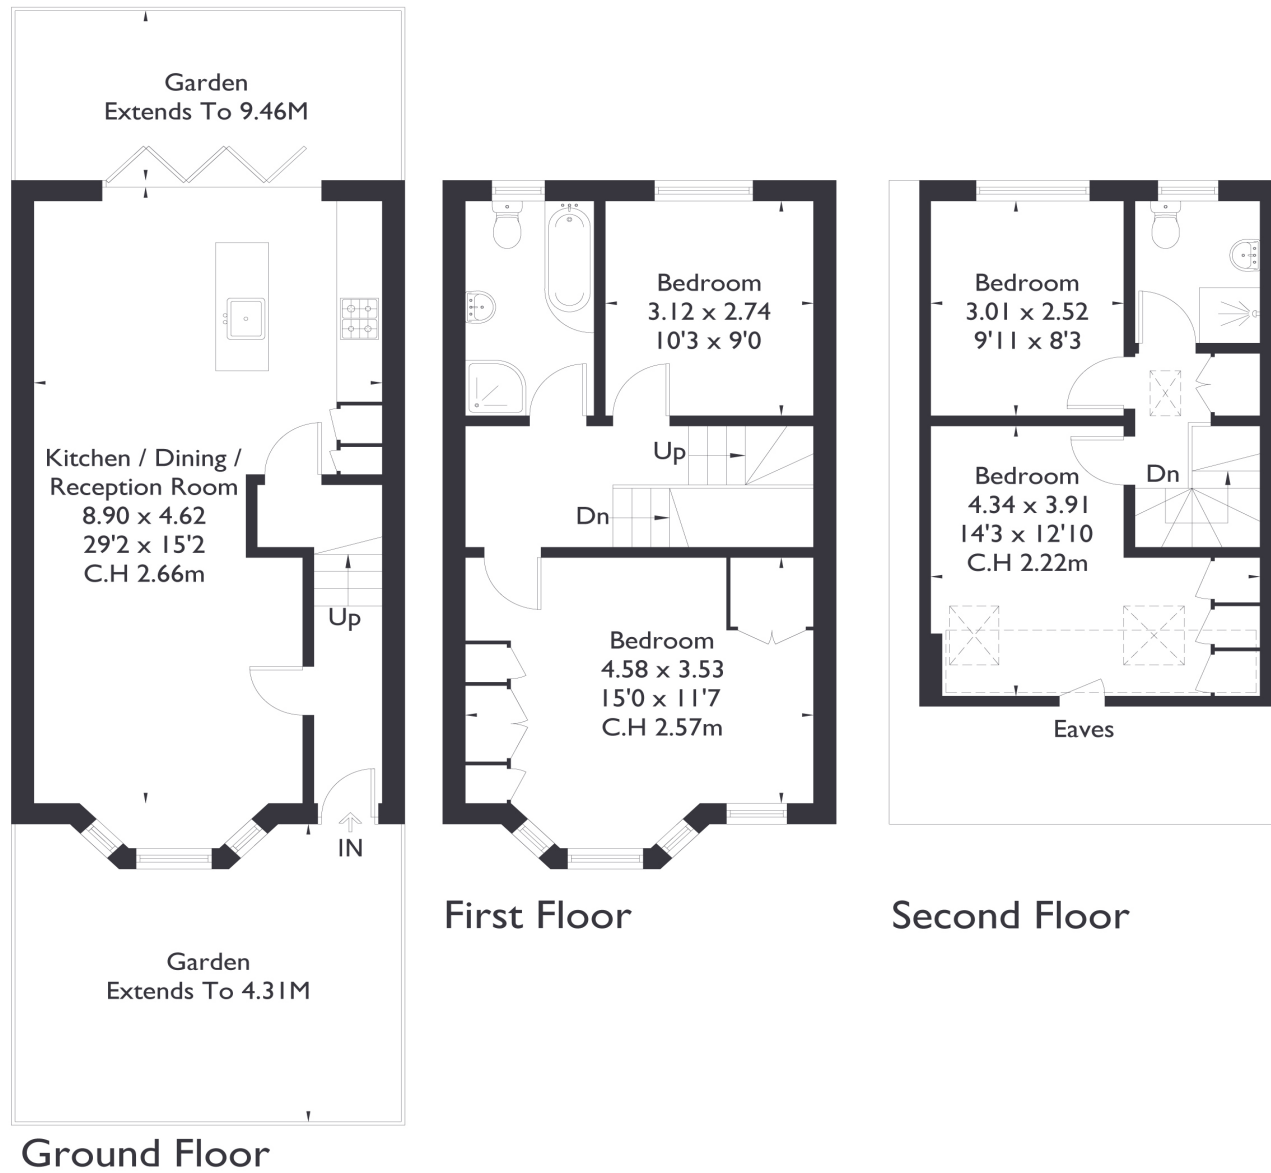 Garden
Extends To 9.46M
Kitchen / Dining /
Reception Room
8.90 x 4.62
29'2 x 15'2
C.H 2.66m
Up
IN
Garden
Extends To 4.31M
Ground Floor
Bedroom
3.12 x 2.74
10'3 x 9'0
Up
Dn
Bedroom
4.58 x 3.53
15'0 x 11'7
C.H 2.57m
First Floor
Bedroom
3.01 x 2.52
9'11 x 8'3
Bedroom
4.34 x 3.91
14'3 x 12'10
C.H 2.22m
Dn
Eaves
Second Floor